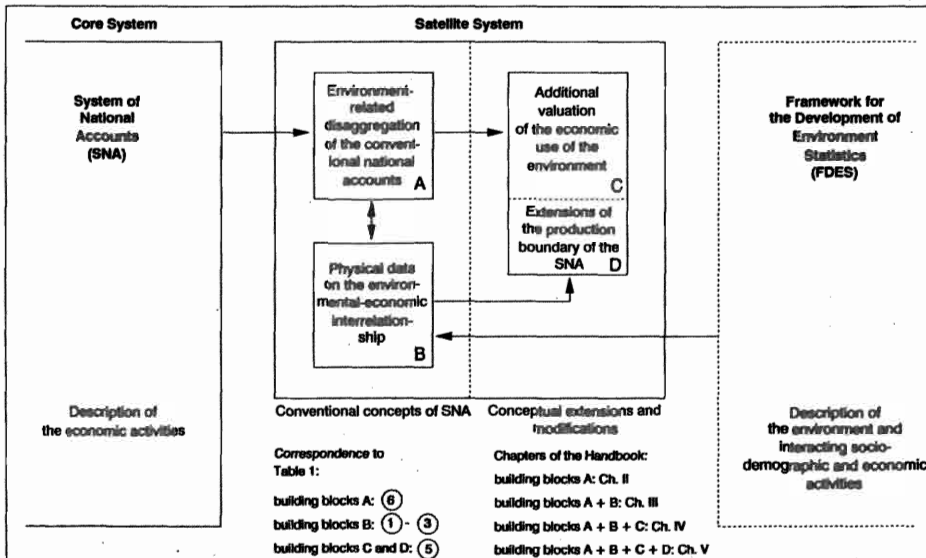 Core System
Satellite System
System of
National
Accounts
(SNA)
Environment-
related
disaggregation
of the convent-
ional national
accounts
A
Additional
valuation
of the economic
use of the
environment
C
Extensions of
the production
boundary of the
SNA
D
Physical data
on the environ-
mental-economic
interrelation-
ship
B
Framework for
the Development of
Environment
Statistics
(FDES)
Description of
the economic activities
Conventional concepts of SNA
Conceptual extensions and
modifications
Description of
the environment and
interacting socio-
demographic and economic
activities
Correspondence to
Table 1:
building blocks A: 6
building blocks B: 1 - 3
building blocks C and D: 5
Chapters of the Handbook:
building blocks A: Ch. II
building blocks A + B: Ch. III
building blocks A + B + C: Ch. IV
building blocks A + B + C + D: Ch. V